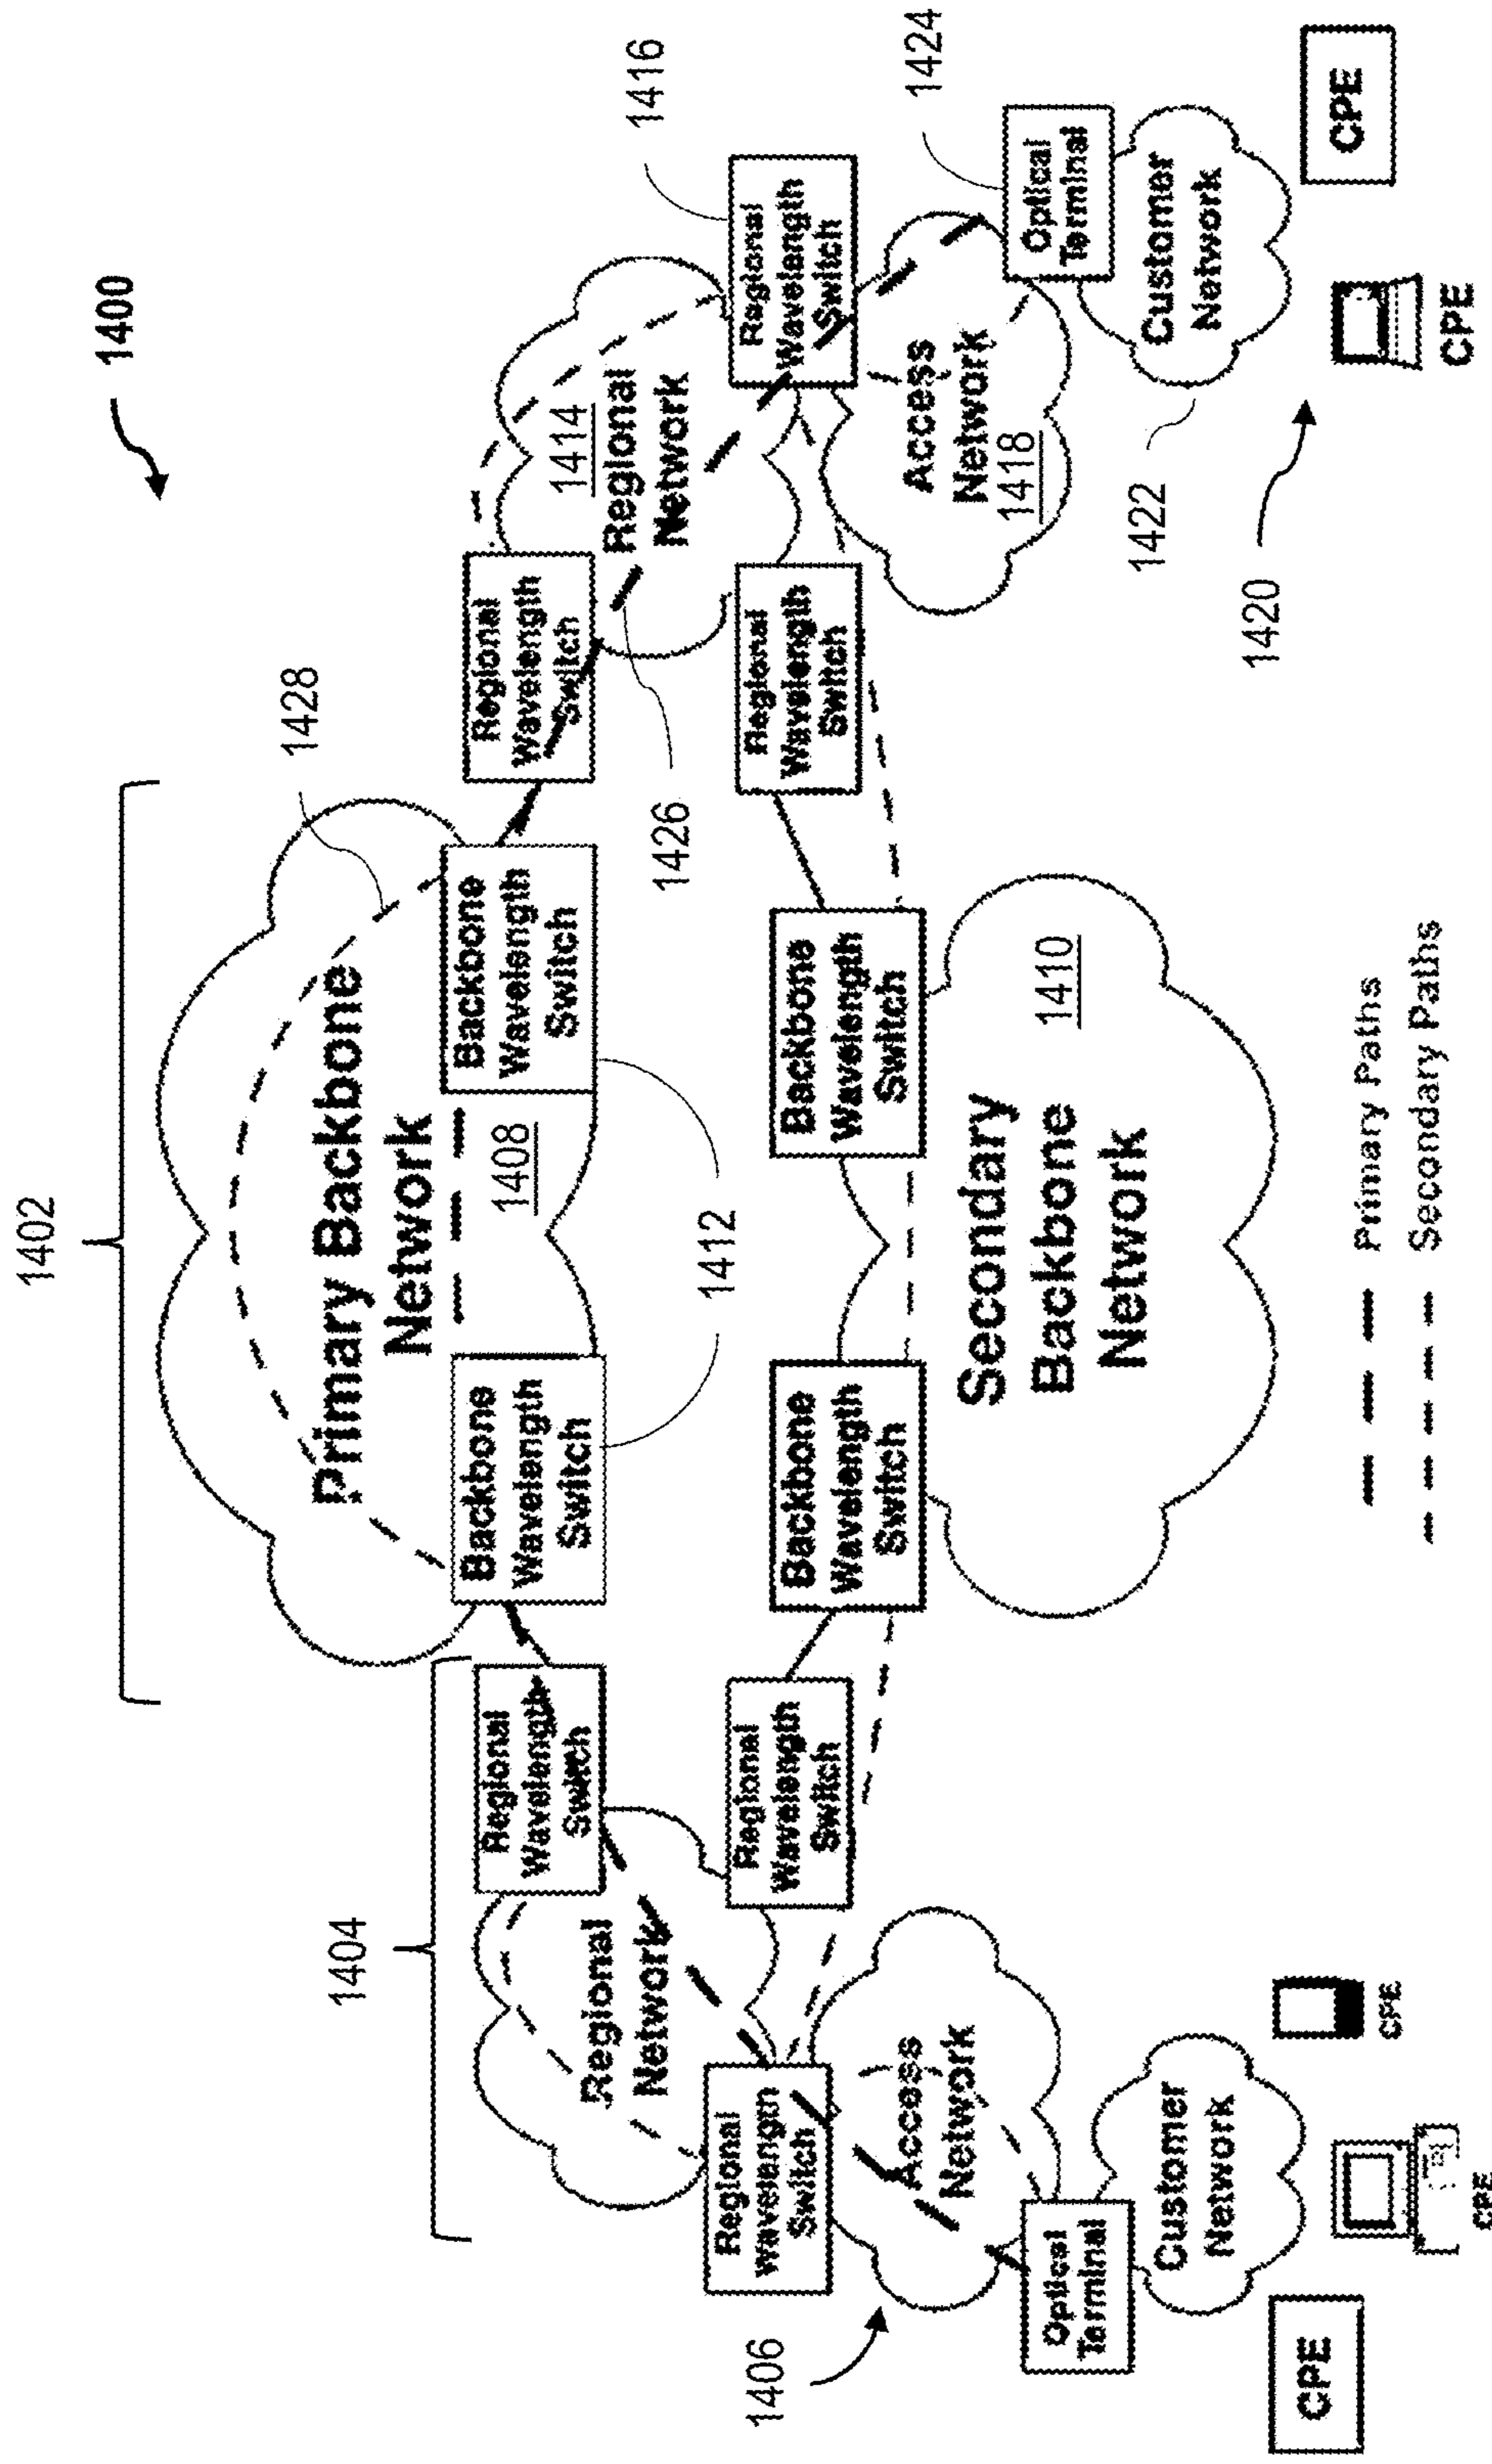 1400
1402
Primary Backbone
Network
1408
1428
Backbone
Wavelength
Switch
Backbone
Wavelength
Switch
1412
1404
Regional
Wavelength
Switch
Regional
Network
Regional
Wavelength
Switch
Regional
Wavelength
Switch
1406
Access
Network
Optical
Terminal
Customer
Network
CPE
CPE
CPE
Backbone
Wavelength
Switch
Backbone
Wavelength
Switch
Secondary
Backbone
Network
1410
Regional
Wavelength
Switch
1426
1414
Regional
Network
Regional
Wavelength
Switch
1416
Regional
Wavelength
Switch
Access
Network
1418
1424
Optical
Terminal
Customer
Network
1422
1420
CPE
CPE
Primary Paths
Secondary Paths